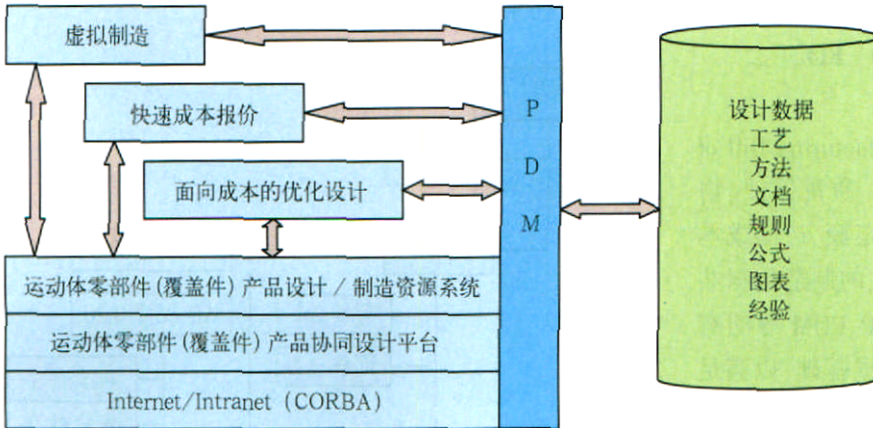 虚拟制造
快速成本报价
面向成本的优化设计
运动体零部件(覆盖件)产品设计/制造资源系统
运动体零部件(覆盖件)产品协同设计平台
Internet/Intranet (CORBA)
P
D
M
设计数据
工艺
方法
文档
规则
公式
图表
经验